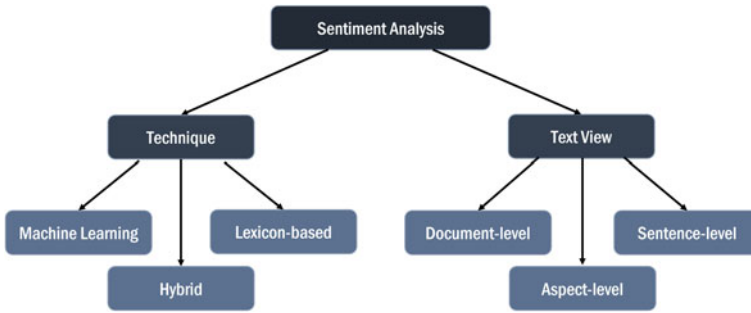 Sentiment Analysis
Technique
Text View
Machine Learning
Lexicon-based
Document-level
Sentence-level
Hybrid
Aspect-level